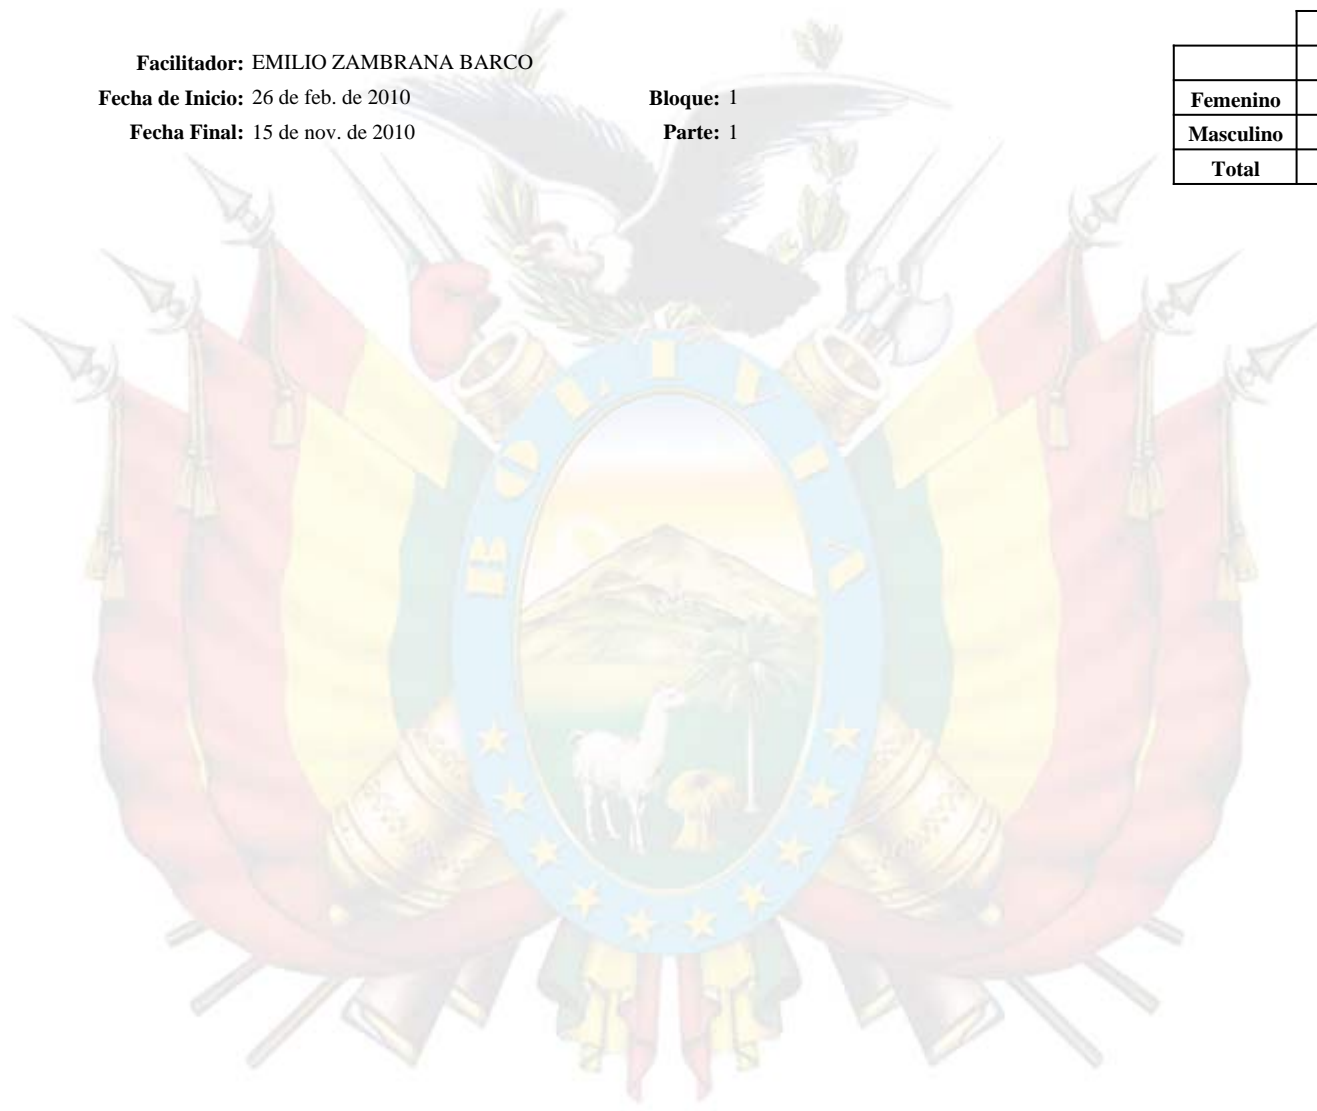 Facilitador: EMILIO ZAMBRANA BARCO
Fecha de Inicio: 26 de feb. de 2010 Bloque: 1
Fecha Final: 15 de nov. de 2010 Parte: 1
Femenino
Masculino
Total
BOLIVIA